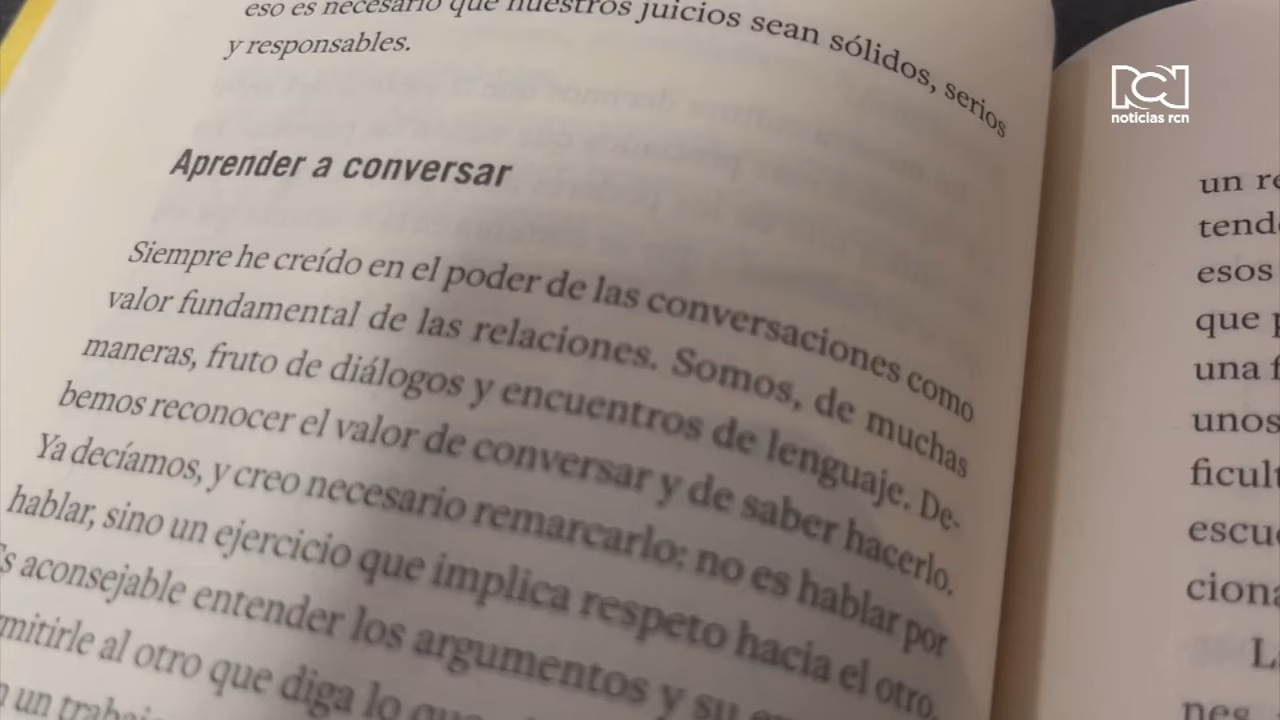 eso es necesario que nuestros juicios sean sólidos, serios
y responsables.
Aprender a conversar
Siempre he creído en el poder de las conversaciones como
valor fundamental de las relaciones. Somos, de muchas
maneras, fruto de diálogos y encuentros de lenguaje. De-
bemos reconocer el valor de conversar y de saber hacerlo.
Ya decíamos, y creo necesario remarcarlo: no es hablar por
hablar, sino un ejercicio que implica respeto hacia el otro.
Es aconsejable entender los argumentos y su
mitirle al otro que diga lo
un
RCN
noticias rcn
un re
tend
esos
que p
una f
unos
ficult
escu
ciona
L
nes